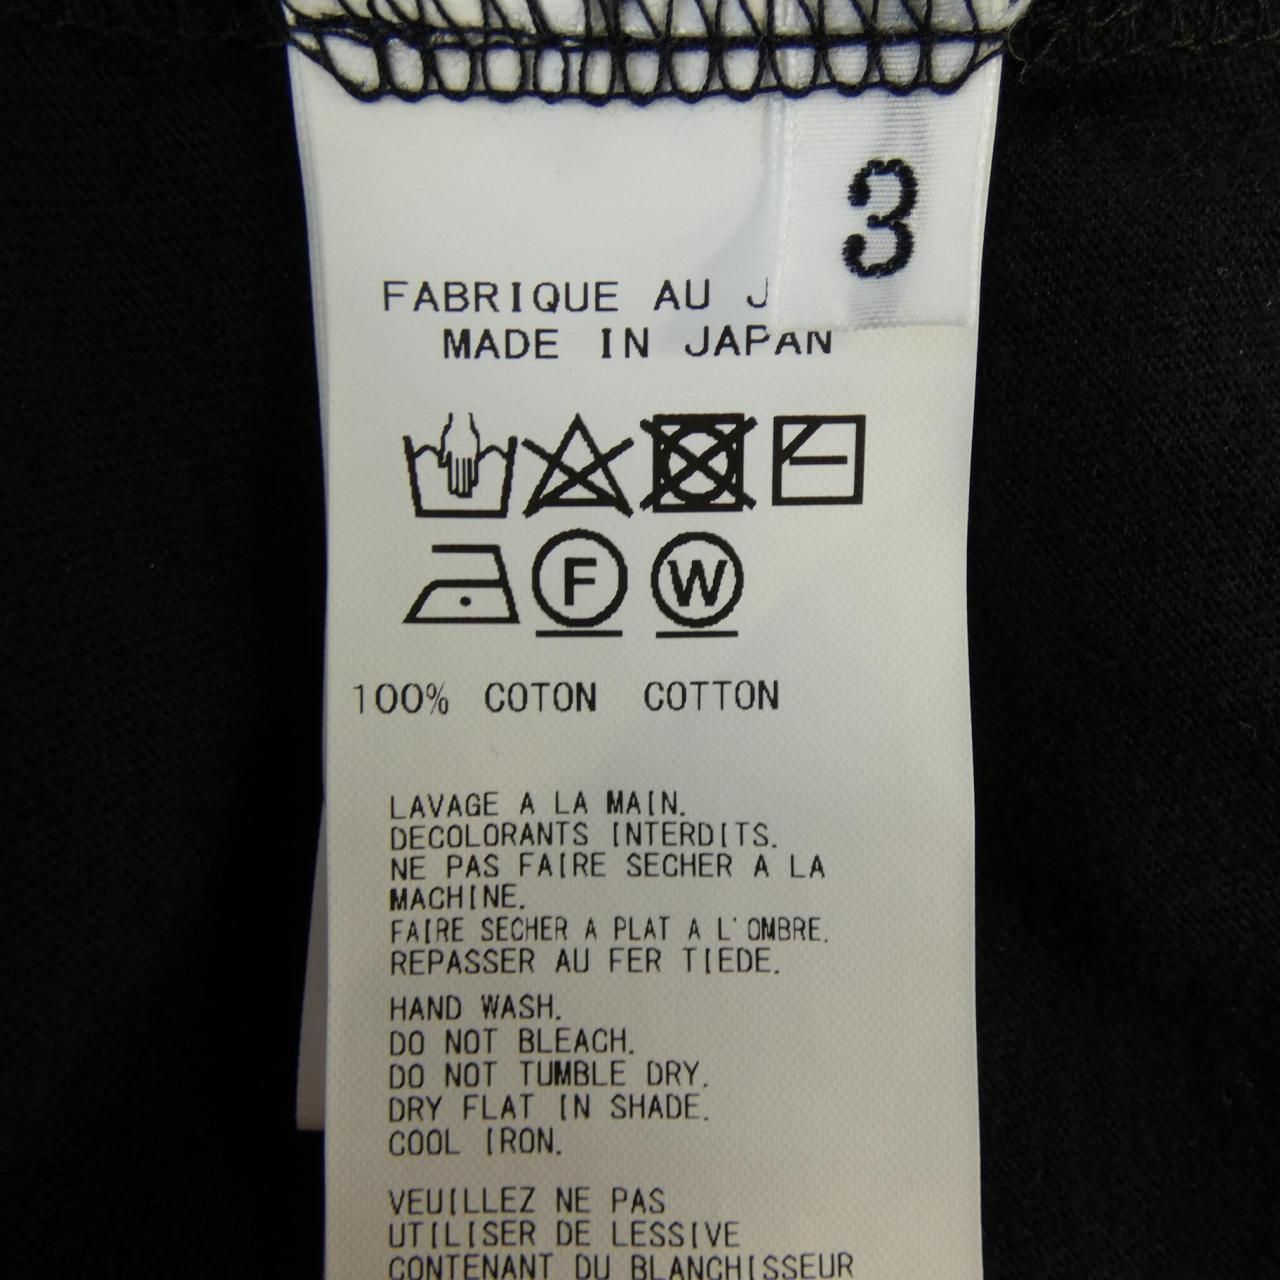 3
FABRIQUE AU
MADE IN JAPAN
F W
100% COTON COTTON
LAVAGE A LA MAIN.
DECOLORANTS INTERDITS.
NE PAS FAIRE SECHER A LA
MACHINE.
FAIRE SECHER A PLAT A L'OMBRE.
REPASSER AU FER TIEDE.
HAND WASH.
DO NOT BLEACH.
DO NOT TUMBLE DRY.
DRY FLAT IN SHADE.
COOL IRON.
VEUILLEZ NE PAS
UTILISER DE LESSIVE
CONTENANT DU BLANCHISSEUR